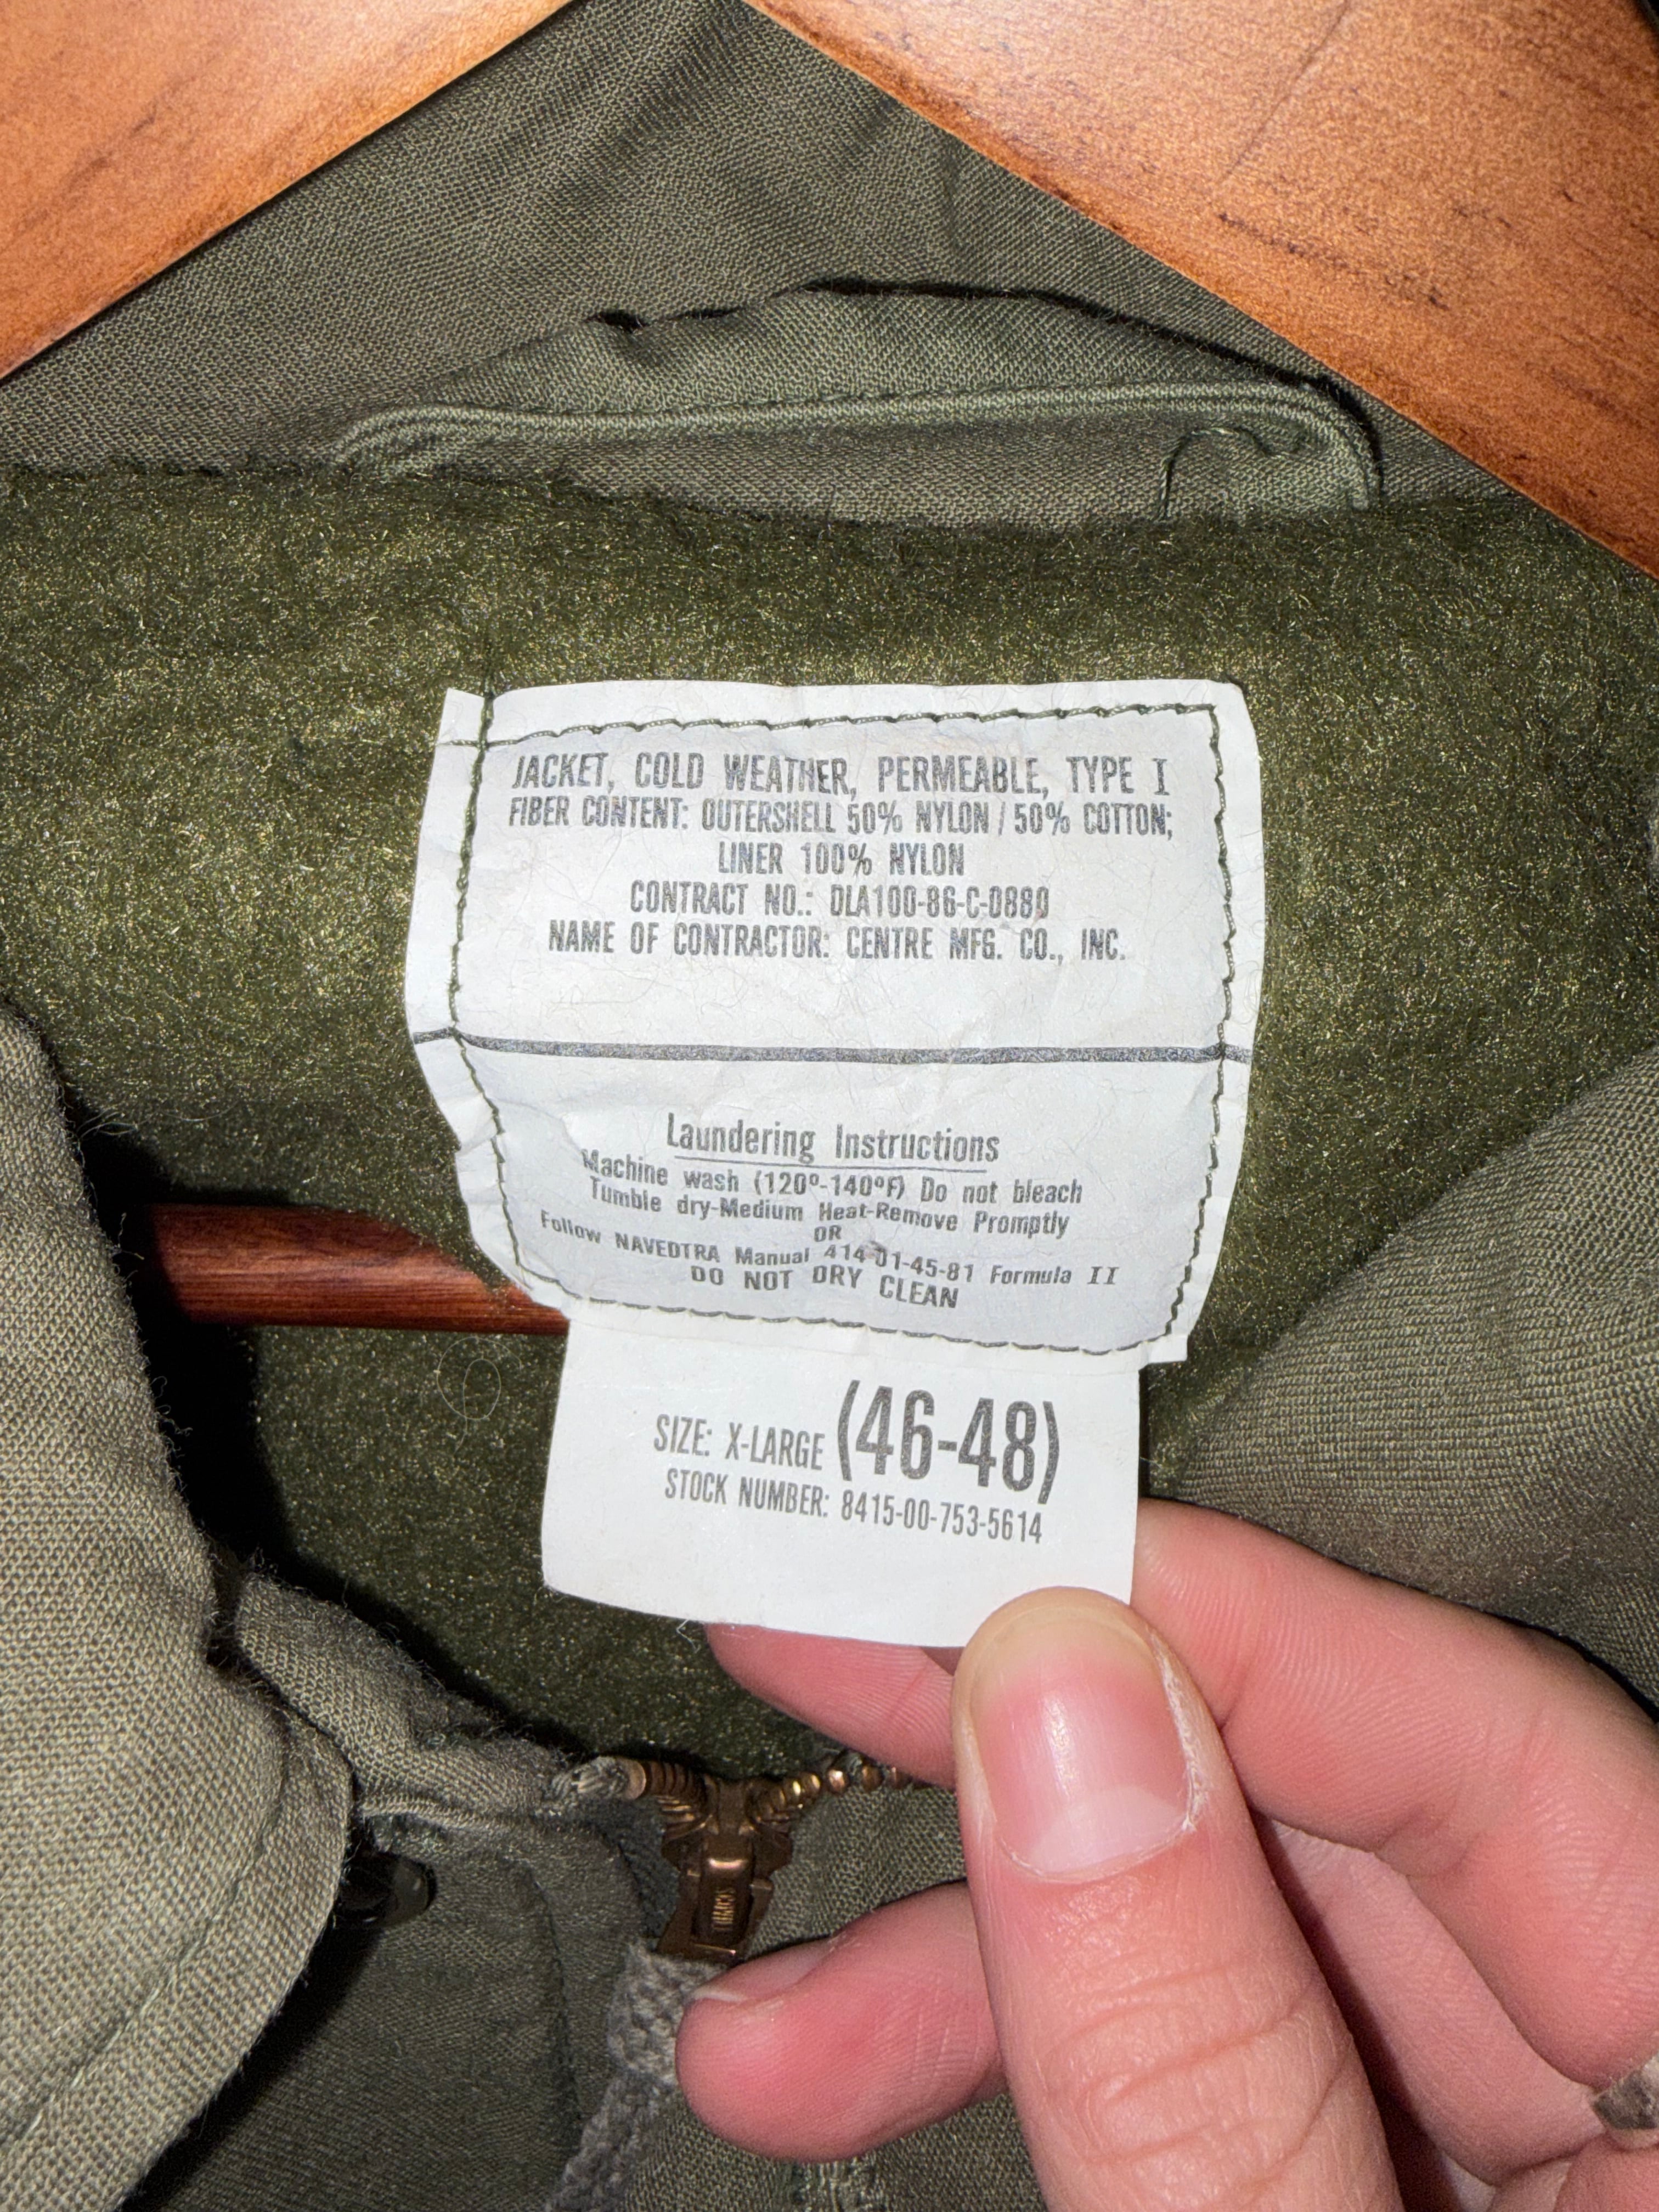 JACKET, COLD WEATHER, PERMEABLE, TYPE I
FIBER CONTENT: OUTERSHELL 50% NYLON / 50% COTTON;
LINER 100% NYLON
CONTRACT NO.: DLA100-86-C-0880
NAME OF CONTRACTOR: CENTRE MFG. CO., INC.
Laundering Instructions
Machine wash (120º-140ºF) Do not bleach
Tumble dry-Medium Heat-Remove Promptly
OR
Follow NAVEDTRA Manual 414-01-45-81 Formula II
DO NOT DRY CLEAN
SIZE: X-LARGE (46-48)
STOCK NUMBER: 8415-00-753-5614